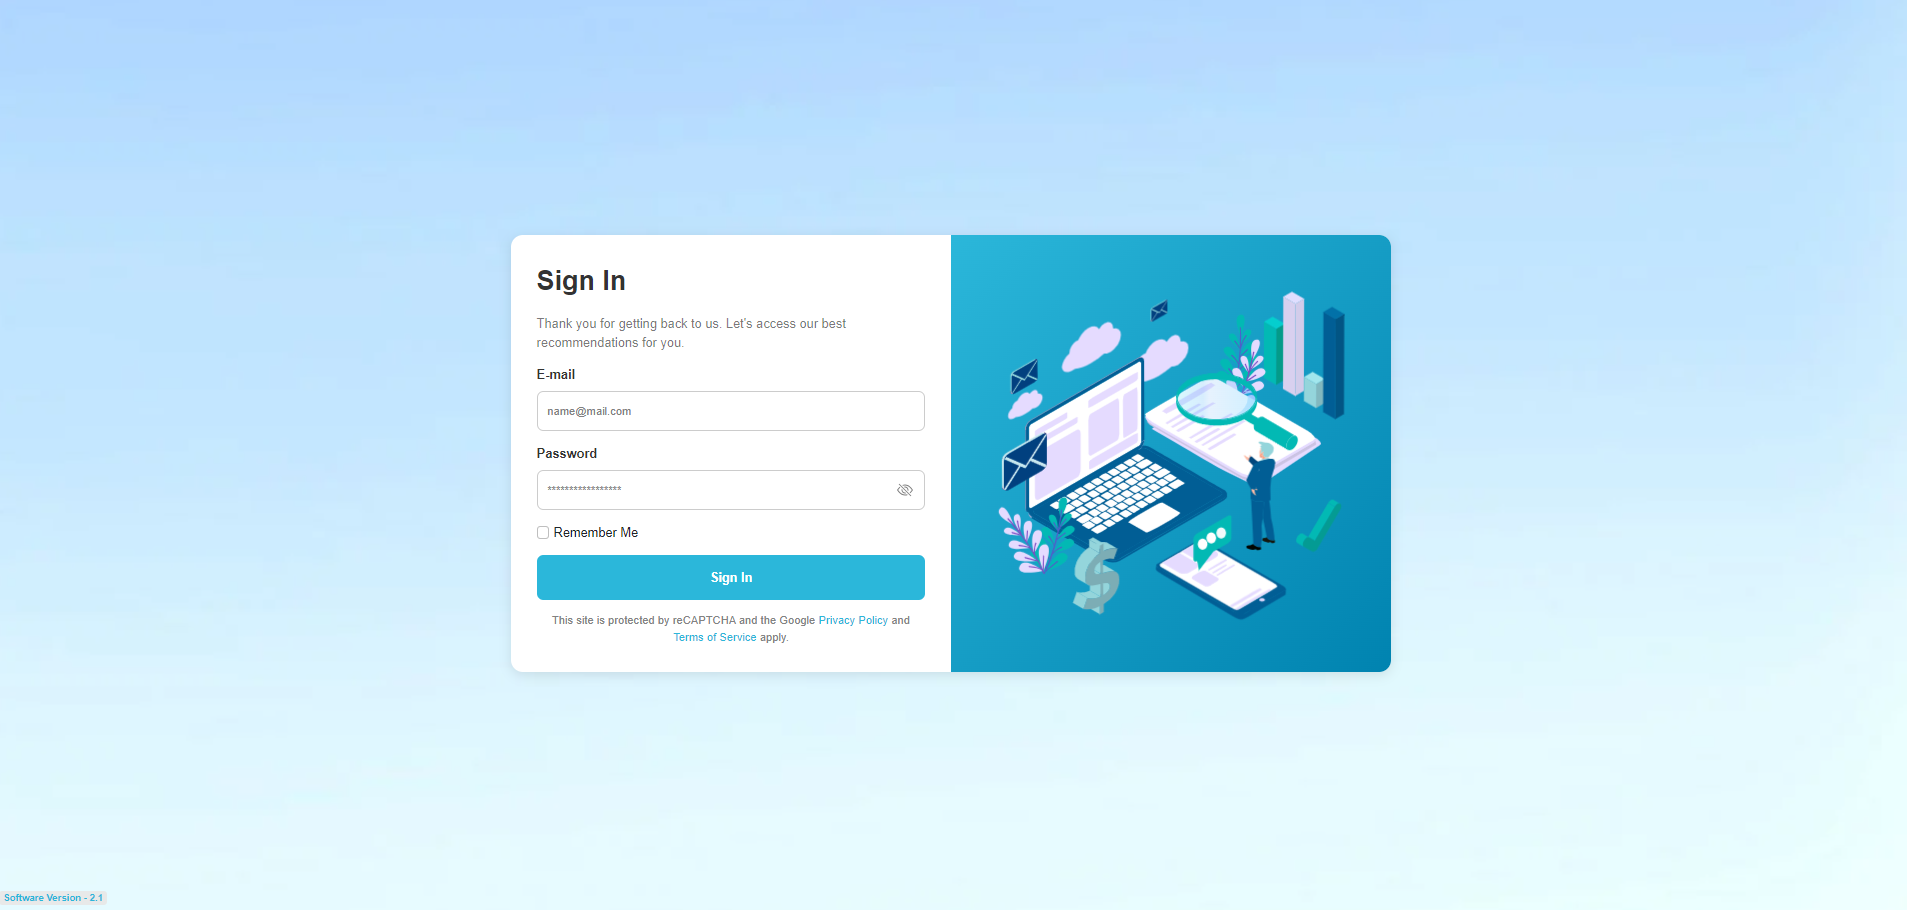 Sign In
Thank you for getting back to us. Let's access our best
recommendations for you.
E-mail
name@mail.com
Password
*****************
Remember Me
Sign In
This site is protected by reCAPTCHA and the Google Privacy Policy and
Terms of Service apply.
Software Version - 2.1